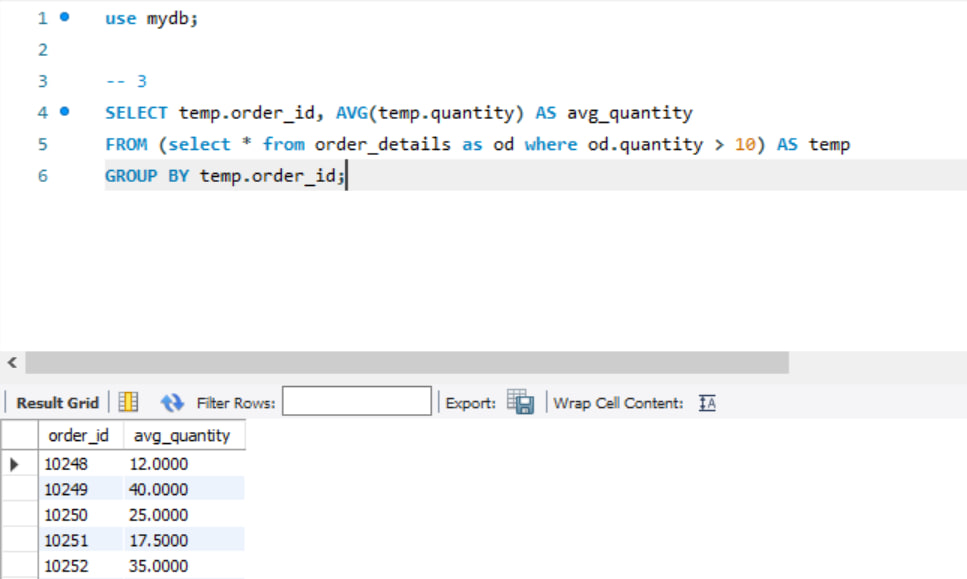 1 use mydb;
2
3 -- 3
4 SELECT temp.order_id, AVG(temp.quantity) AS avg_quantity
5 FROM (select * from order_details as od where od.quantity > 10) AS temp
6 GROUP BY temp.order_id;
Result Grid Filter Rows: Export: Wrap Cell Content: IA
order_id avg_quantity
10248 12.0000
10249 40.0000
10250 25.0000
10251 17.5000
10252 35.0000